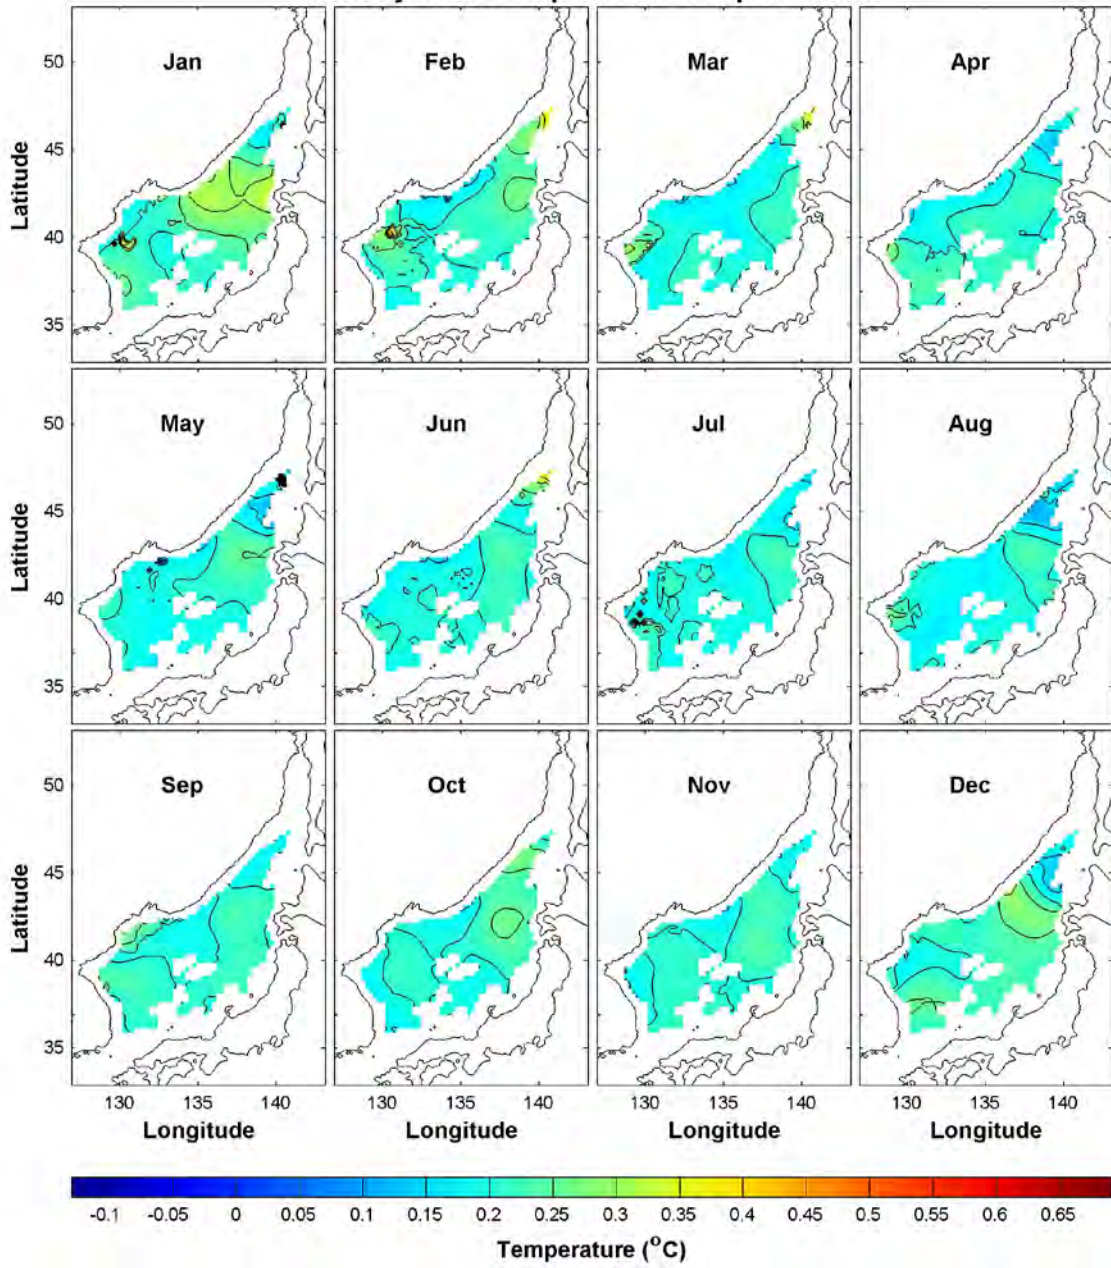 Jan Feb Mar Apr
50
45
40
35
Latitude
May Jun Jul Aug
50
45
40
35
Latitude
Sep Oct Nov Dec
50
45
40
35
Latitude
130 135 140 130 135 140 130 135 140 130 135 140
Longitude Longitude Longitude Longitude
-0.1 -0.05 0 0.05 0.1 0.15 0.2 0.25 0.3 0.35 0.4 0.45 0.5 0.55 0.6 0.65
Temperature (°C)